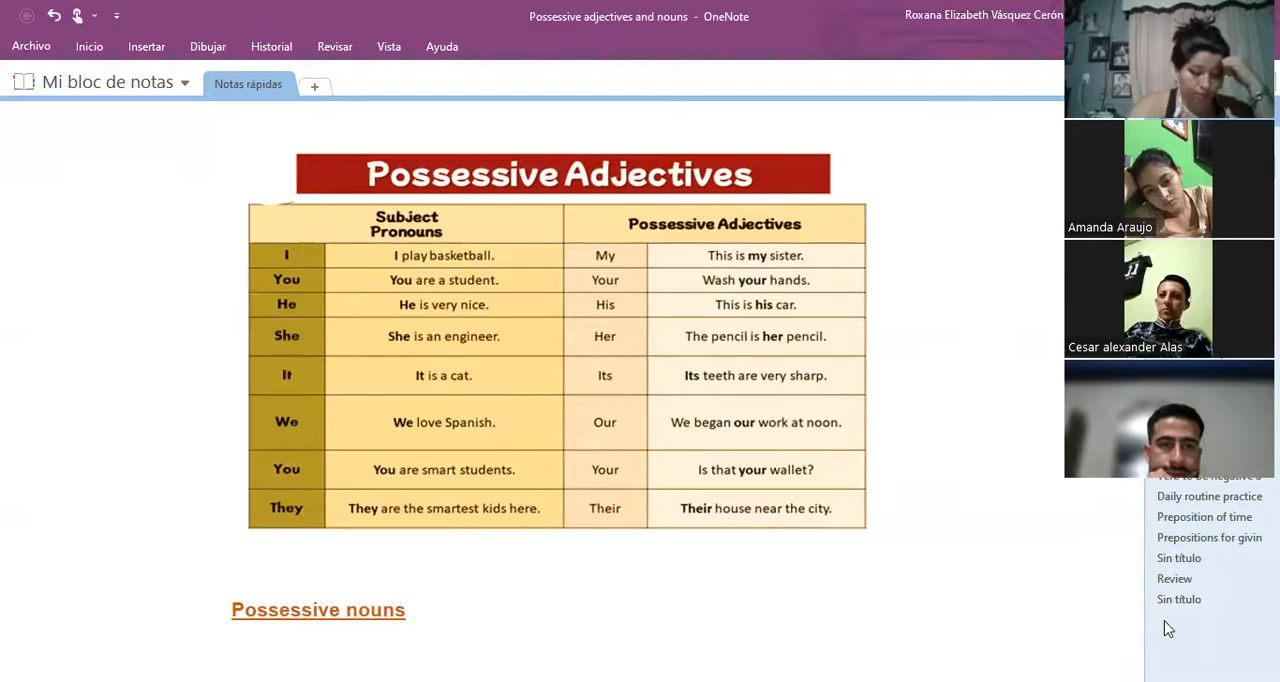 Possessive adjectives and nouns - OneNote
Roxana Elizabeth Vásquez Cerón
Archivo Inicio Insertar Dibujar Historial Revisar Vista Ayuda
Mi bloc de notas Notas rápidas +
Possessive Adjectives
Subject Pronouns Possessive Adjectives
I I play basketball. My This is my sister.
You You are a student. Your Wash your hands.
He He is very nice. His This is his car.
She She is an engineer. Her The pencil is her pencil.
It It is a cat. Its Its teeth are very sharp.
We We love Spanish. Our We began our work at noon.
You You are smart students. Your Is that your wallet?
They They are the smartest kids here. Their Their house near the city.
Possessive nouns
Amanda Araujo
Cesar alexander Alas
Daily routine practice
Preposition of time
Prepositions for givin
Sin título
Review
Sin título